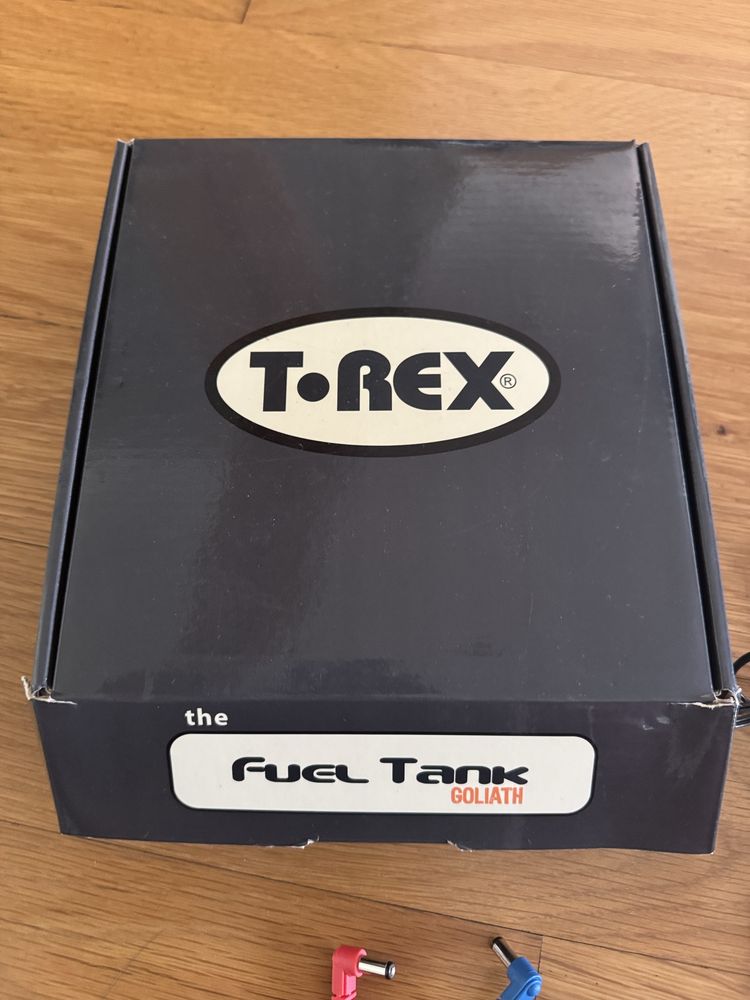 T•REX®
the
Fuel Tank
GOLIATH